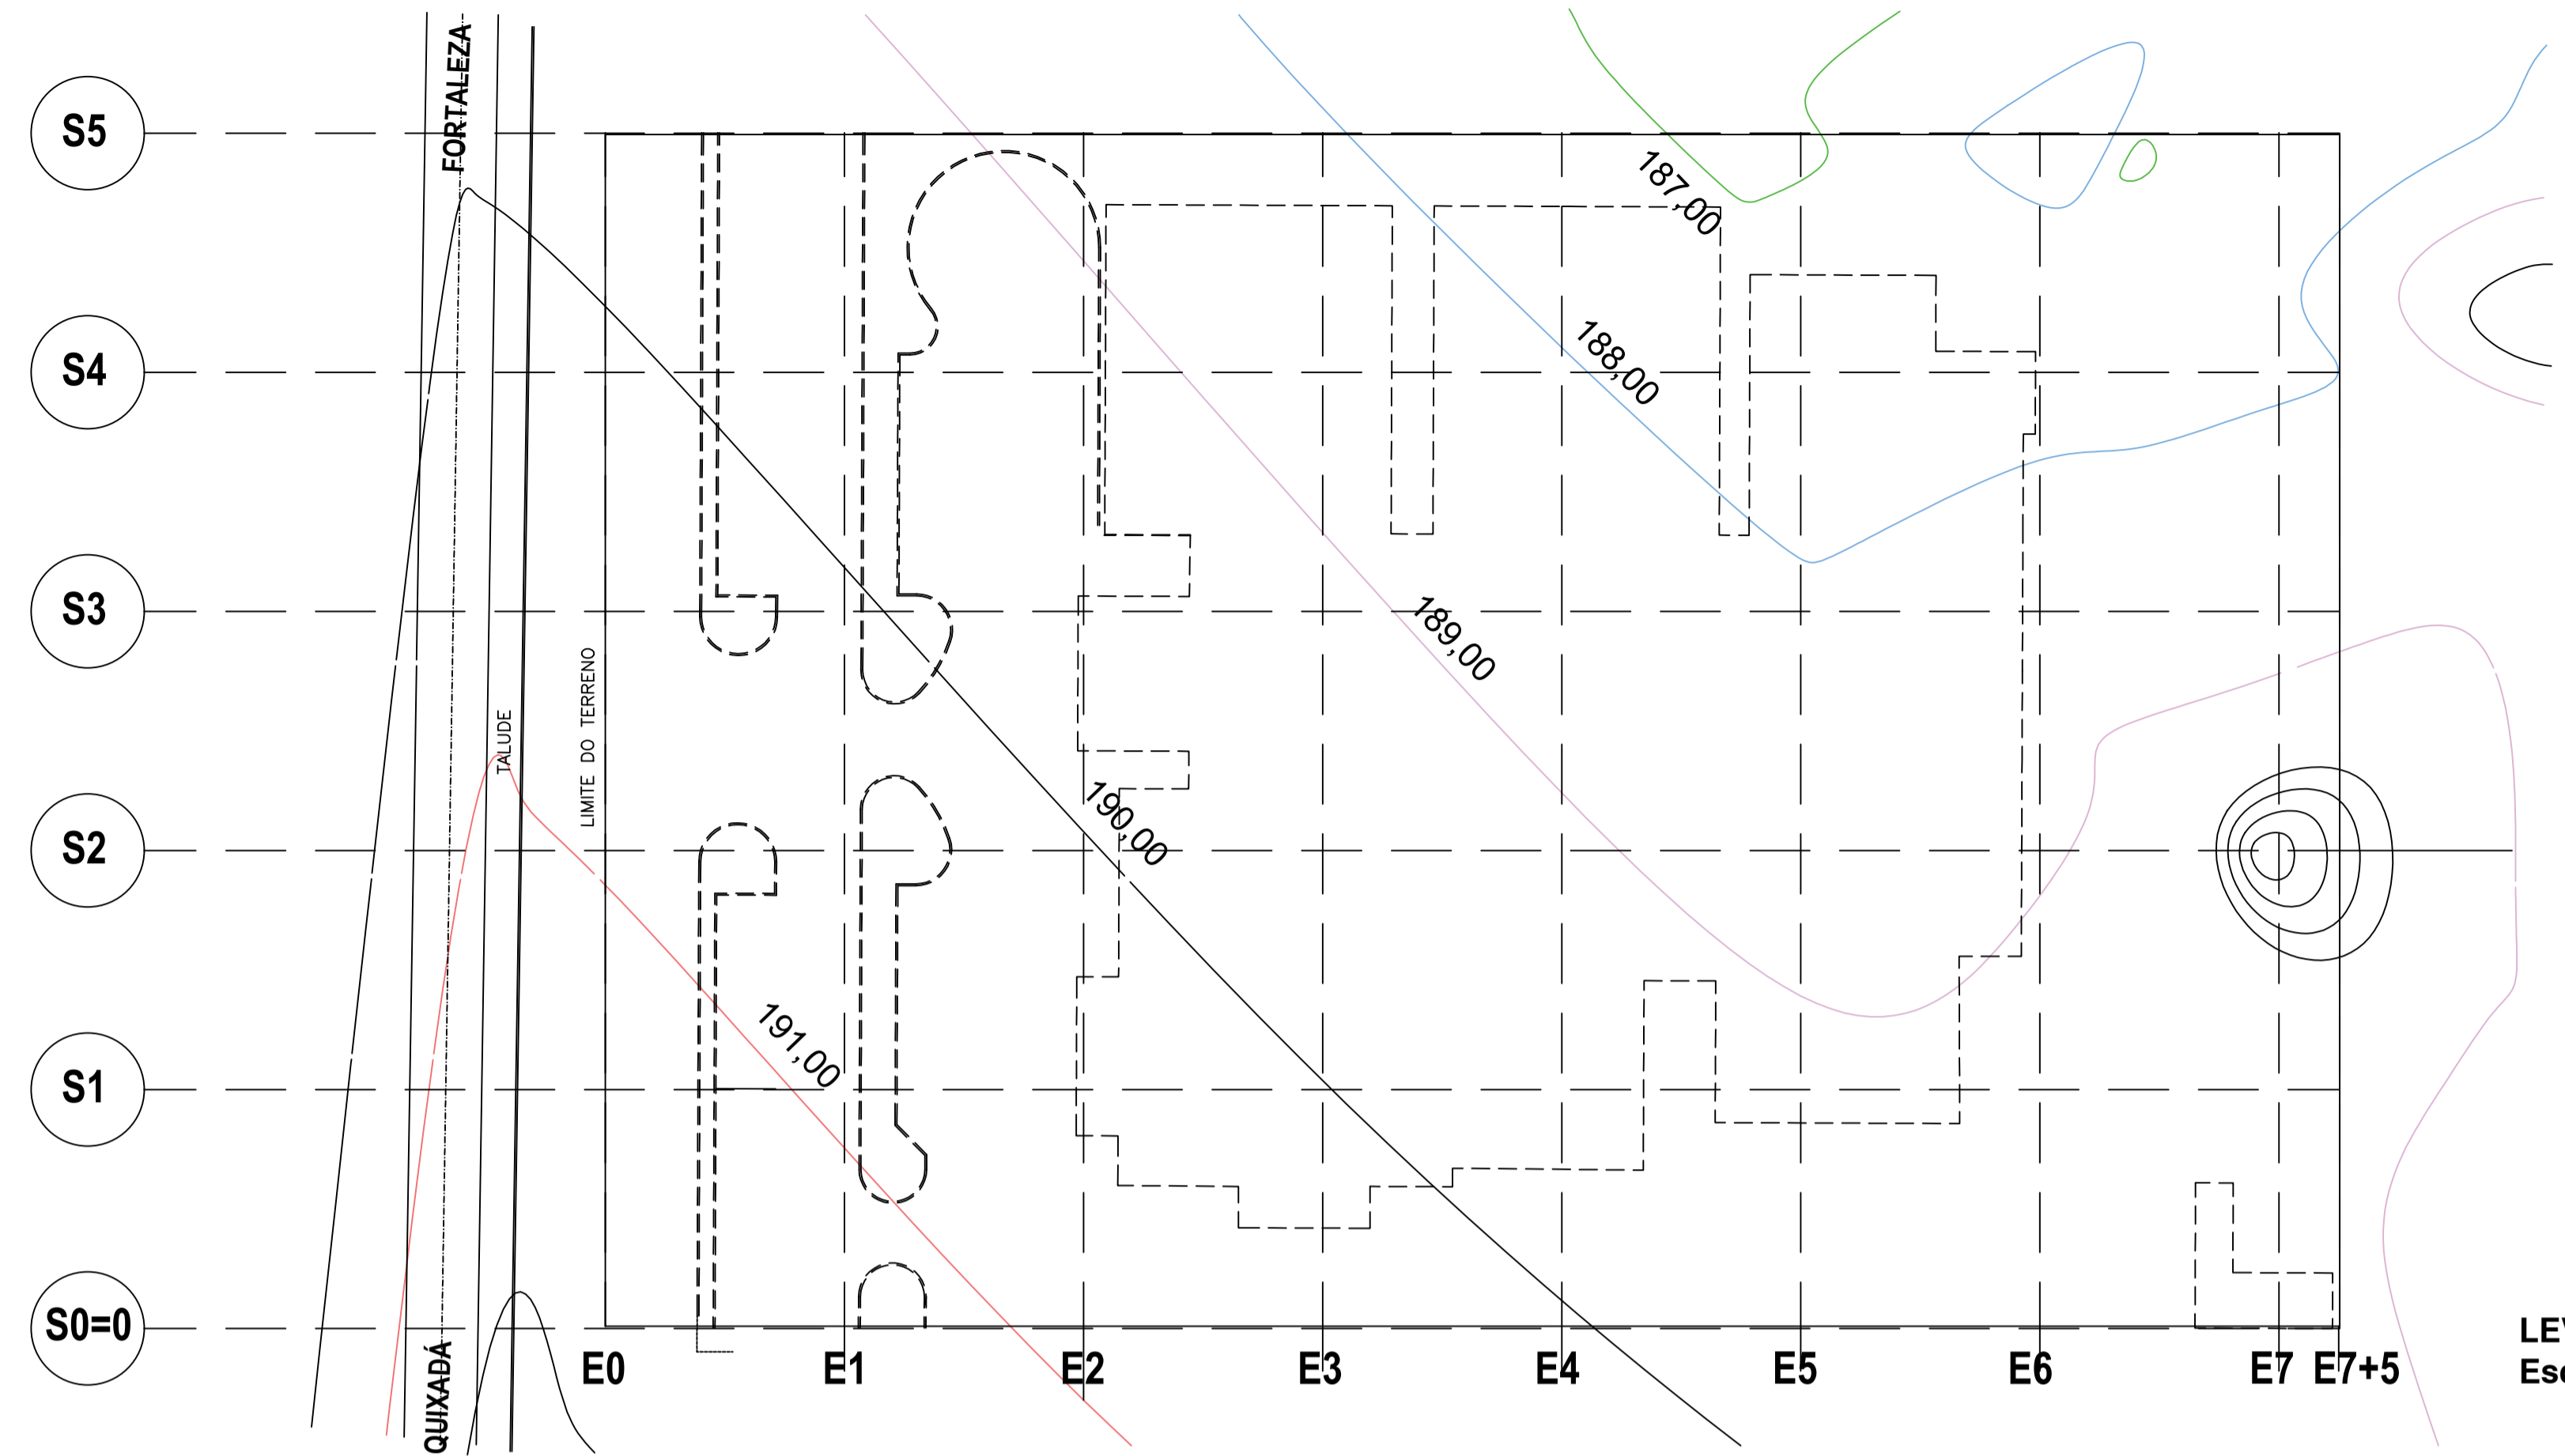 S5
S4
S3
S2
S1
S0=0
FORTALEZA
QUIXADÁ
TALUDE
LIMITE DO TERRENO
187,00
188,00
189,00
190,00
191,00
E0
E1
E2
E3
E4
E5
E6
E7
E7+5